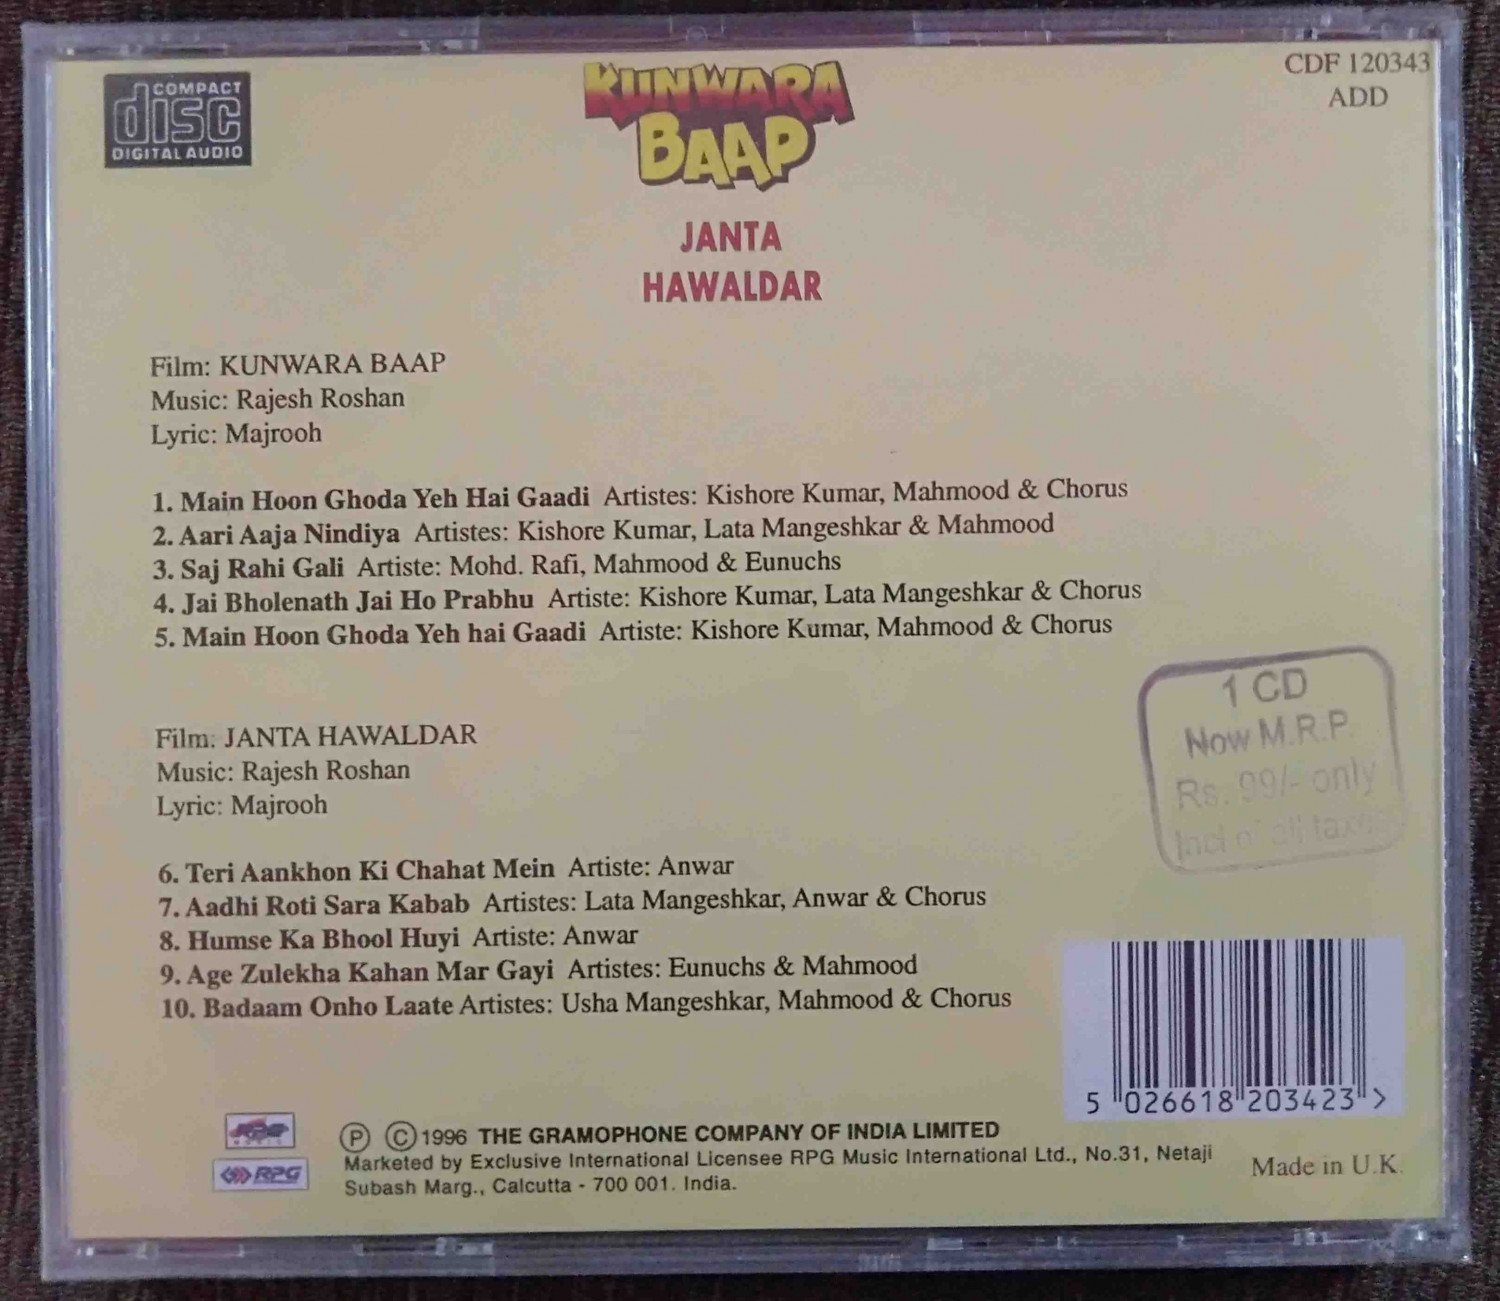 COMPACT
disc
DIGITAL AUDIO
CDF 120343
ADD
KUNWARA
BAAP
JANTA
HAWALDAR
Film: KUNWARA BAAP
Music: Rajesh Roshan
Lyric: Majrooh
1. Main Hoon Ghoda Yeh Hai Gaadi Artistes: Kishore Kumar, Mahmood & Chorus
2. Aari Aaja Nindiya Artistes: Kishore Kumar, Lata Mangeshkar & Mahmood
3. Saj Rahi Gali Artiste: Mohd. Rafi, Mahmood & Eunuchs
4. Jai Bholenath Jai Ho Prabhu Artiste: Kishore Kumar, Lata Mangeshkar & Chorus
5. Main Hoon Ghoda Yeh hai Gaadi Artiste: Kishore Kumar, Mahmood & Chorus
Film: JANTA HAWALDAR
Music: Rajesh Roshan
Lyric: Majrooh
1 CD
Now M.R.P.
Rs. 99/- only
all
6. Teri Aankhon Ki Chahat Mein Artiste: Anwar
7. Aadhi Roti Sara Kabab Artistes: Lata Mangeshkar, Anwar & Chorus
8. Humse Ka Bhool Huyi Artiste: Anwar
9. Age Zulekha Kahan Mar Gayi Artistes: Eunuchs & Mahmood
10. Badaam Onho Laate Artistes: Usha Mangeshkar, Mahmood & Chorus
5 026618 203423 >
RPG
Ⓟ Ⓒ 1996 THE GRAMOPHONE COMPANY OF INDIA LIMITED
Marketed by Exclusive International Licensee RPG Music International Ltd., No.31, Netaji
Subash Marg., Calcutta - 700 001. India.
Made in U.K.